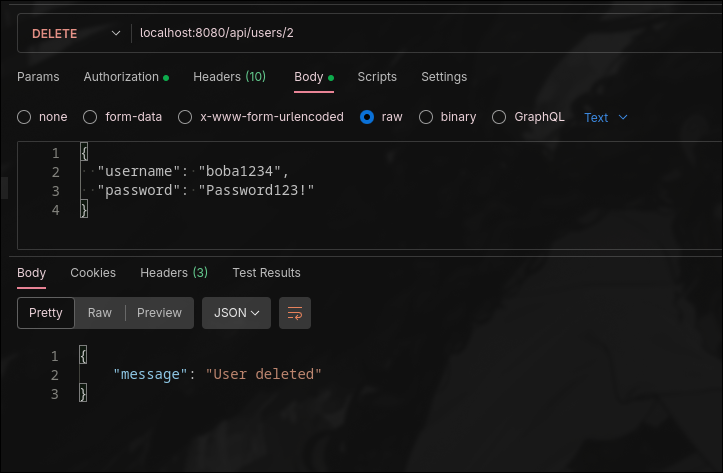 DELETE localhost:8080/api/users/2
Params Authorization Headers (10) Body Scripts Settings
none form-data x-www-form-urlencoded raw binary GraphQL Text
1 {
2 "username": "boba1234",
3 "password": "Password123!"
4 }
Body Cookies Headers (3) Test Results
Pretty Raw Preview JSON
1 {
2 "message": "User deleted"
3 }